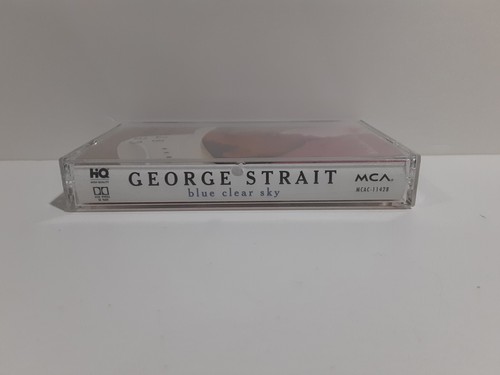 HQ
GEORGE STRAIT
blue clear sky
MCA
MCAC-11428